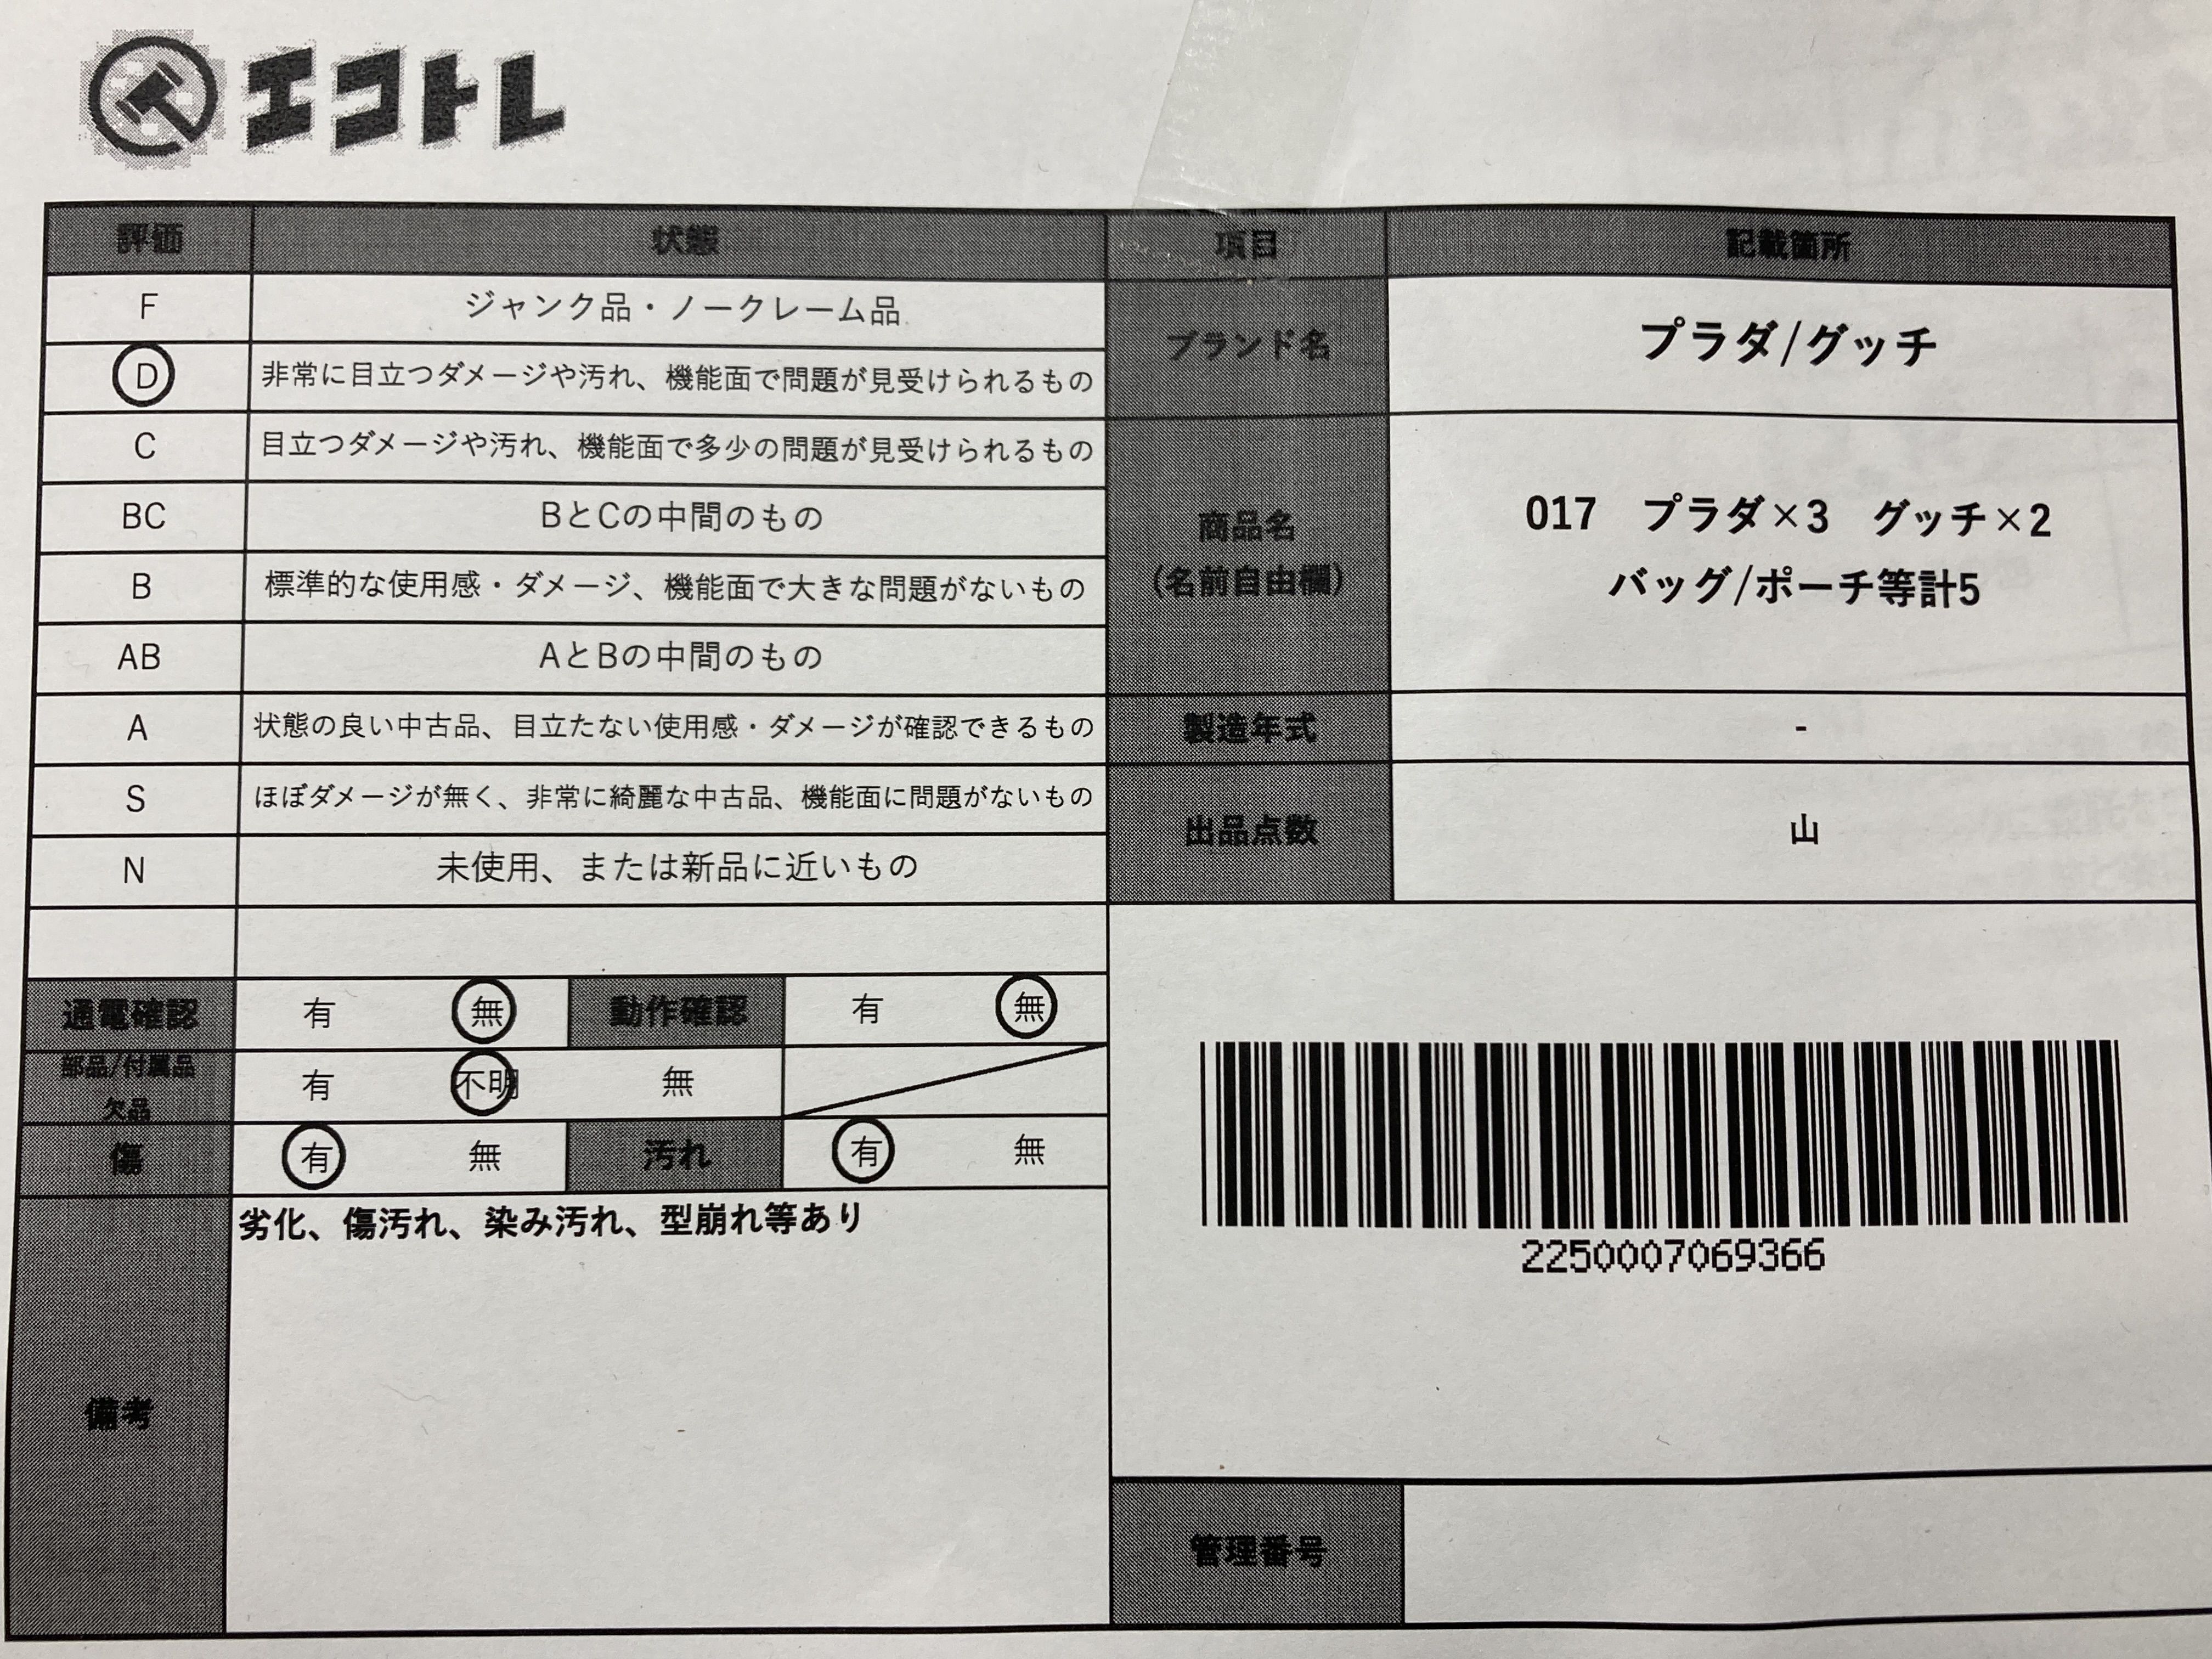 エコトレ
評価 状態 項目 記載箇所
F ジャンク品・ノークレーム品
D 非常に目立つダメージや汚れ、機能面で問題が見受けられるもの
C 目立つダメージや汚れ、機能面で多少の問題が見受けられるもの
BC BとCの中間のもの
B 標準的な使用感・ダメージ、機能面で大きな問題がないもの
AB AとBの中間のもの
A 状態の良い中古品、目立たない使用感・ダメージが確認できるもの
S ほぼダメージが無く、非常に綺麗な中古品、機能面に問題がないもの
N 未使用、または新品に近いもの
ブランド名 プラダ/グッチ
商品名
(名前自由欄)
017 プラダ×3 グッチ×2
バッグ/ポーチ等計5
製造年式 -
出品点数 山
通電確認 有 無 動作確認 有 無
部品/付属品
欠品
有 不明 無
傷 有 無 汚れ 有 無
備考 劣化、傷汚れ、染み汚れ、型崩れ等あり
2250007069366
管理番号